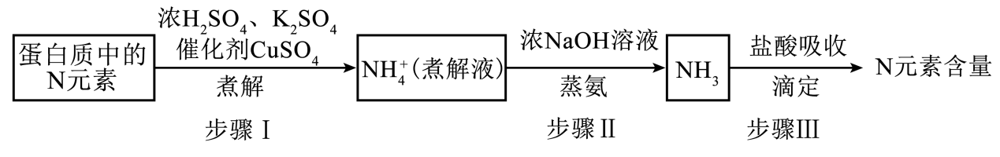 浓H₂SO₄、K₂SO₄
催化剂CuSO₄
煮解
步骤Ⅰ
蛋白质中的
N元素
NH₄⁺(煮解液)
浓NaOH溶液
蒸氨
步骤Ⅱ
NH₃
盐酸吸收
滴定
步骤Ⅲ
N元素含量